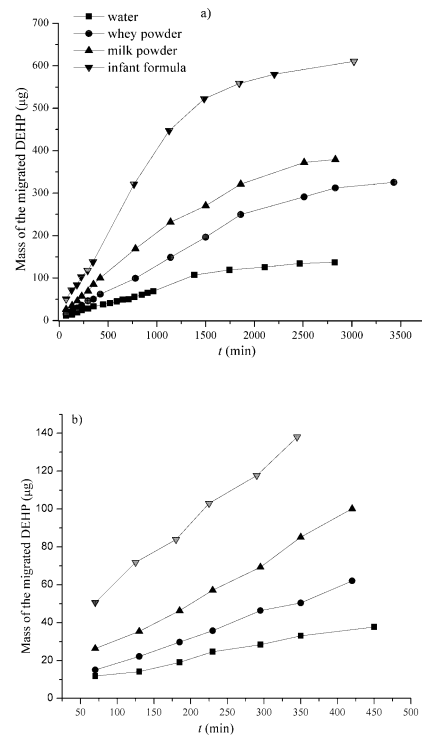 a)
water
whey powder
milk powder
infant formula
700
600
500
400
300
200
100
0
Mass of the migrated DEHP (μg)
0 500 1000 1500 2000 2500 3000 3500
t (min)
b)
140
120
100
80
60
40
20
0
Mass of the migrated DEHP (μg)
50 100 150 200 250 300 350 400 450 500
t (min)